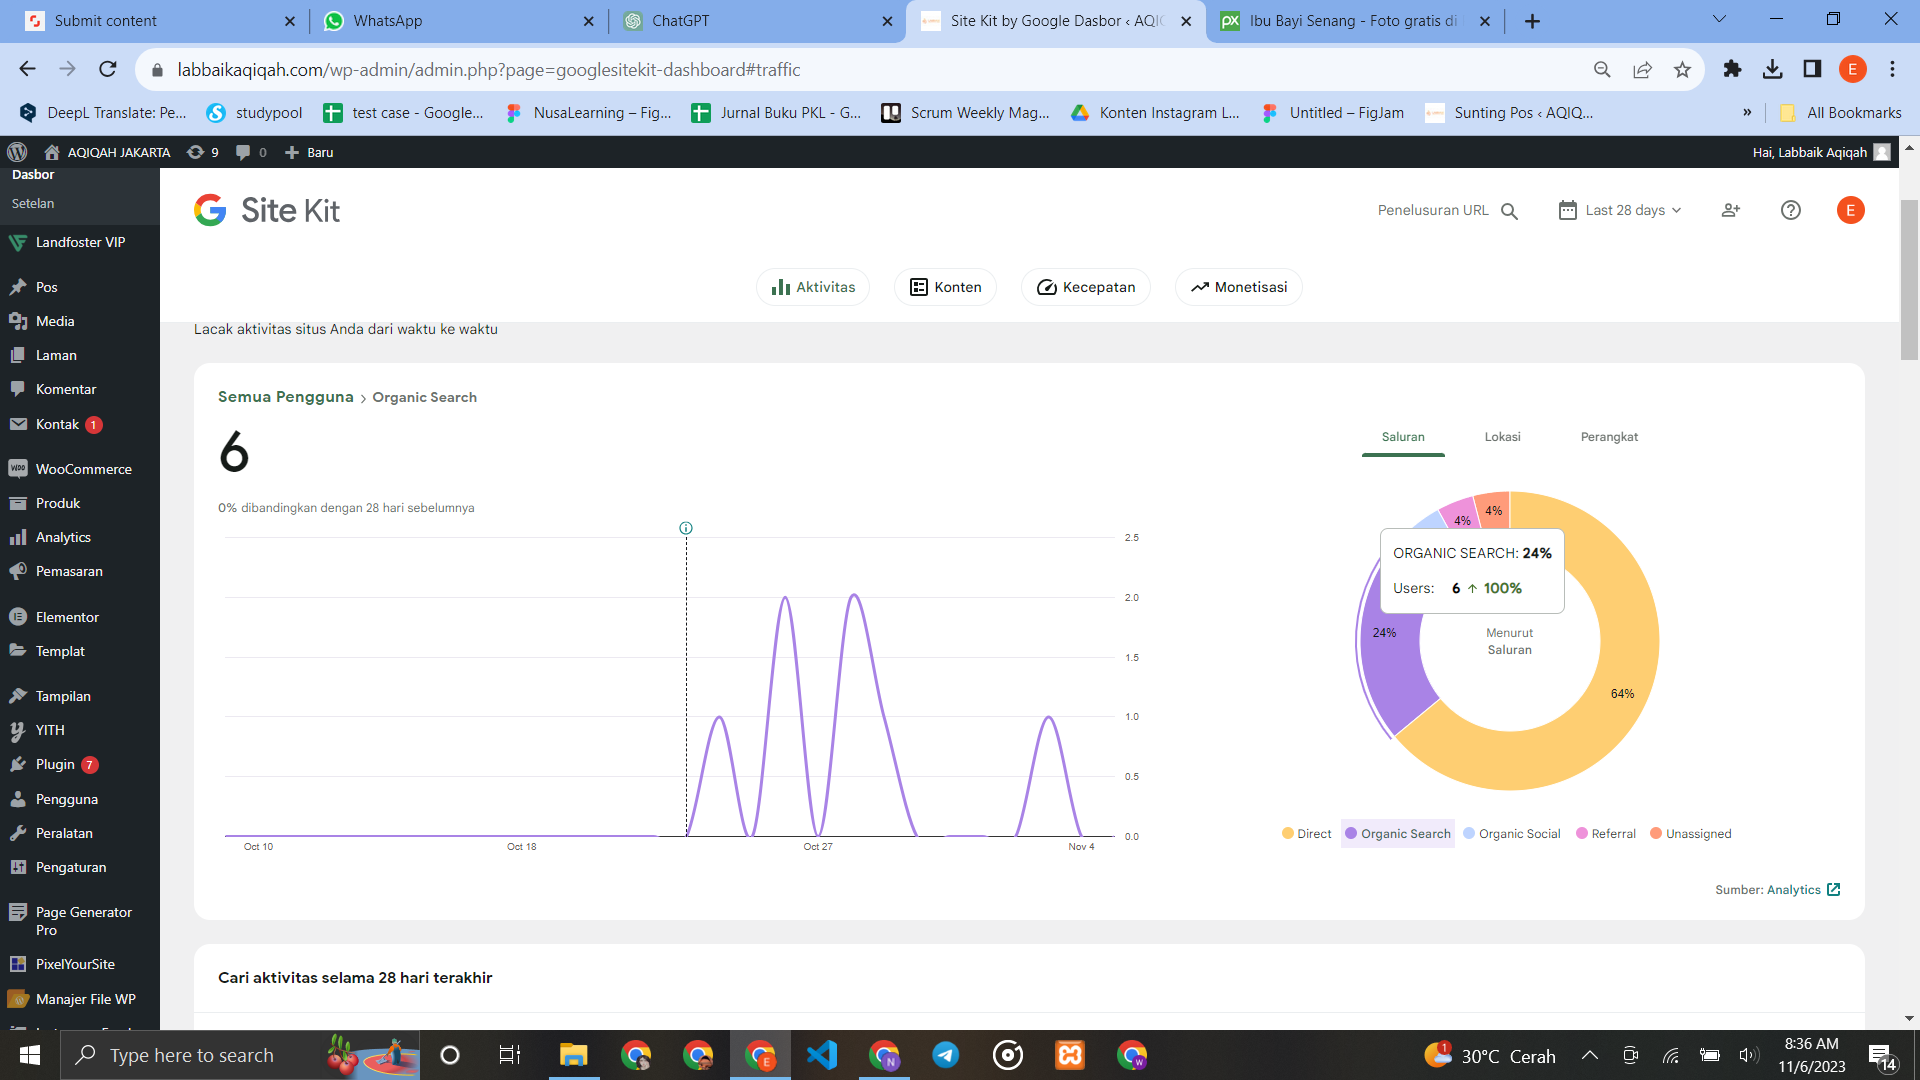 Submit content
WhatsApp
ChatGPT
Site Kit by Google Dasbor ‹ AQIQ
Ibu Bayi Senang - Foto gratis di
labbaikaqiqah.com/wp-admin/admin.php?page=googlesitekit-dashboard#traffic
E
DeepL Translate: Pe...
studypool
test case - Google...
NusaLearning – Fig...
Jurnal Buku PKL - G...
Scrum Weekly Mag...
Konten Instagram L...
Untitled – FigJam
Sunting Pos ‹ AQIQ...
»
All Bookmarks
AQIQAH JAKARTA
9
0
Baru
Hai, Labbaik Aqiqah
Dasbor
Setelan
Landfoster VIP
Pos
Media
Laman
Komentar
Kontak 1
WooCommerce
Produk
Analytics
Pemasaran
Elementor
Templat
Tampilan
YITH
Plugin 7
Pengguna
Peralatan
Pengaturan
Page Generator
Pro
PixelYourSite
Manajer File WP
Site Kit
Penelusuran URL
Last 28 days
E
Aktivitas
Konten
Kecepatan
Monetisasi
Lacak aktivitas situs Anda dari waktu ke waktu
Semua Pengguna › Organic Search
6
0% dibandingkan dengan 28 hari sebelumnya
2.5
2.0
1.5
1.0
0.5
0.0
Oct 10
Oct 18
Oct 27
Nov 4
Saluran
Lokasi
Perangkat
4%
4%
ORGANIC SEARCH: 24%
Users: 6 ↑ 100%
24%
Menurut
Saluran
64%
Direct
Organic Search
Organic Social
Referral
Unassigned
Sumber: Analytics
Cari aktivitas selama 28 hari terakhir
Type here to search
E
N
W
1
30°C Cerah
8:36 AM
11/6/2023
14